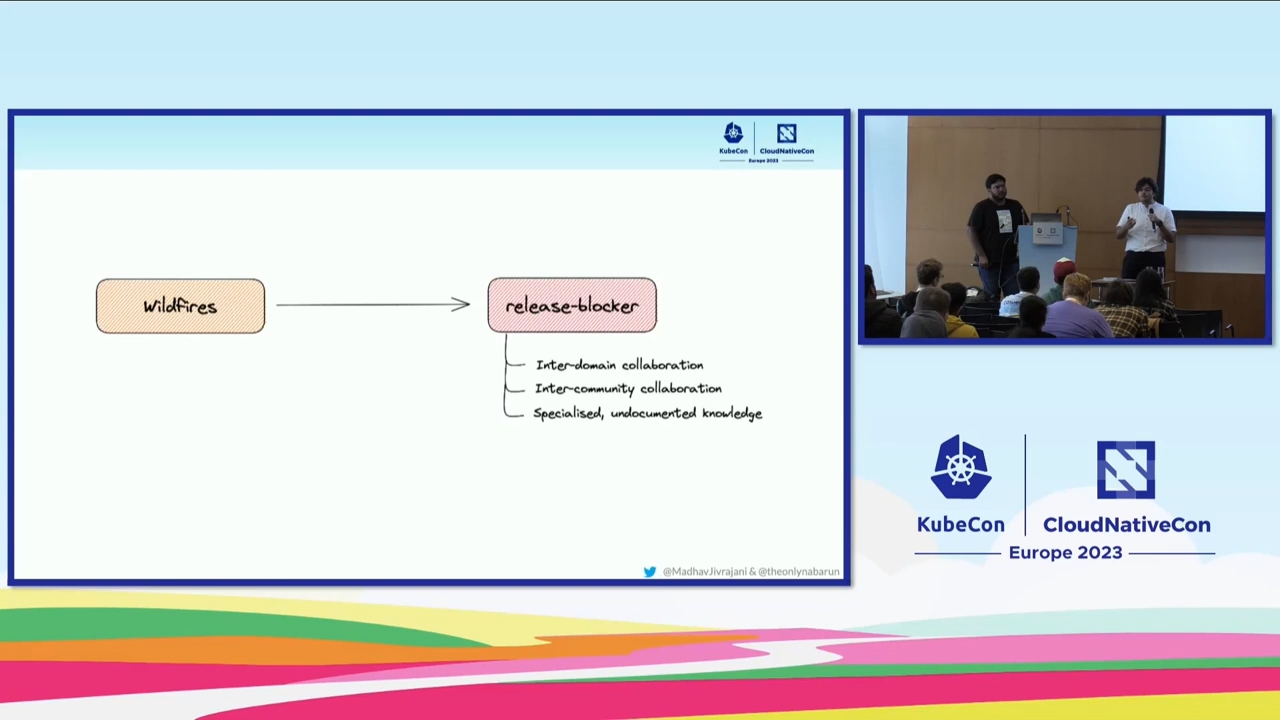 KubeCon
CloudNativeCon
Europe 2023
Wildfires
release-blocker
Inter-domain collaboration
Inter-community collaboration
Specialised, undocumented knowledge
@MadhavJivrajani & @theonlynabarun
KubeCon
CloudNativeCon
Europe 2023